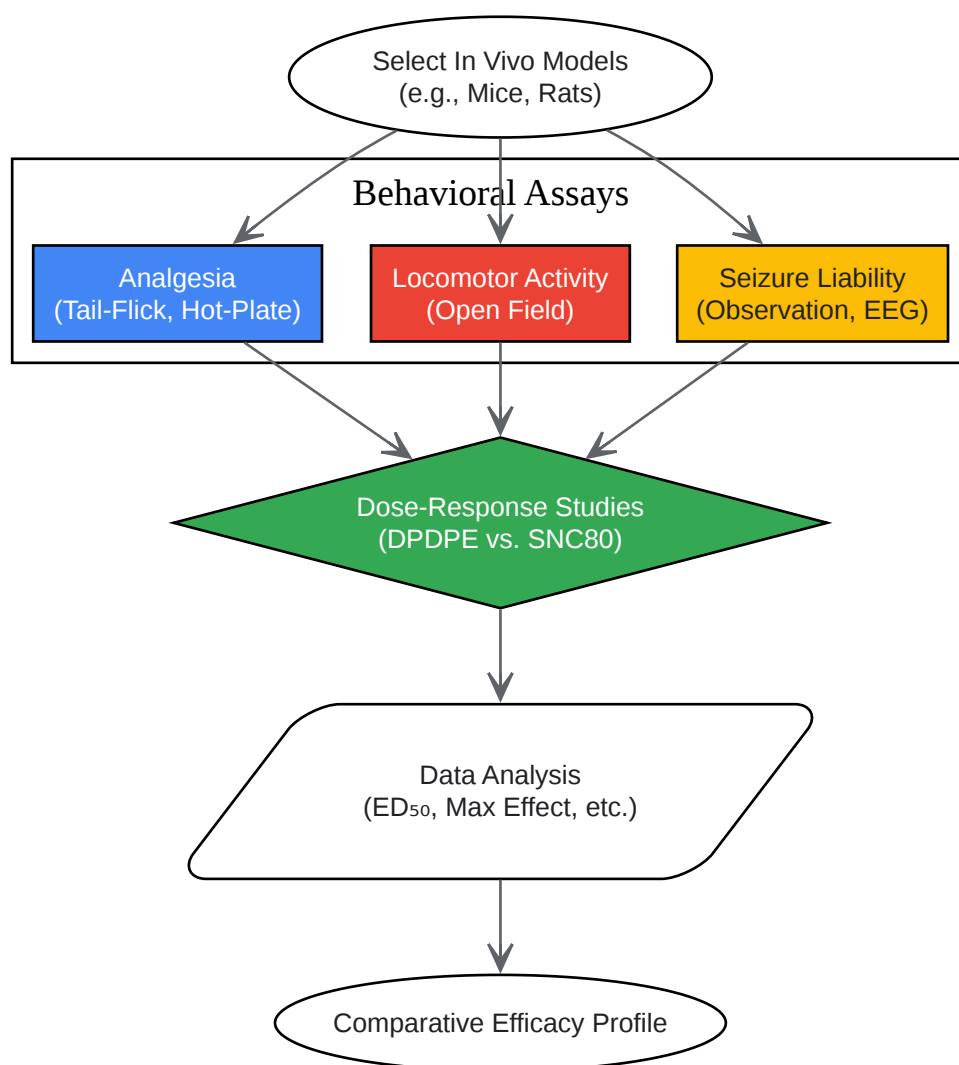 Select In Vivo Models
(e.g., Mice, Rats)
Behavioral Assays
Analgesia
(Tail-Flick, Hot-Plate)
Locomotor Activity
(Open Field)
Seizure Liability
(Observation, EEG)
Dose-Response Studies
(DPDPE vs. SNC80)
Data Analysis
(ED₅₀, Max Effect, etc.)
Comparative Efficacy Profile